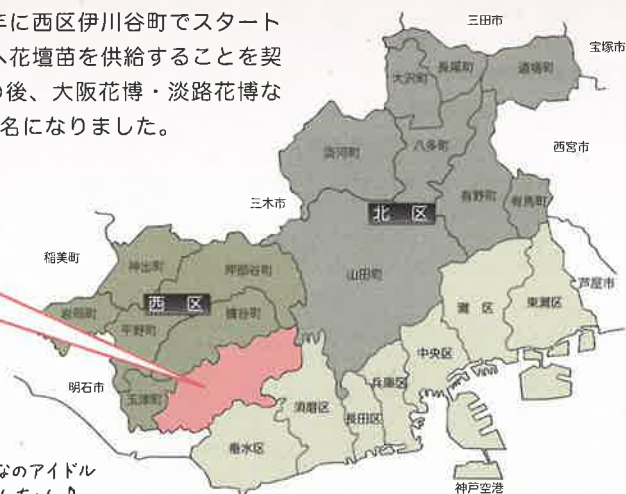 年に西区伊川谷町でスタート
へ花壇苗を供給することを契
の後、大阪花博・淡路花博な
名になりました。
三田市
宝塚市
大沢町
長尾町
道場町
淡河町
八多町
西宮市
三木市
北 区
有野町
有馬町
稲美町
神出町
押部谷町
山田町
芦屋市
西 区
岩岡町
平野町
櫨谷町
灘 区
東灘区
明石市
玉津町
中央区
兵庫区
須磨区
長田区
垂水区
神戸空港
なのアイドル